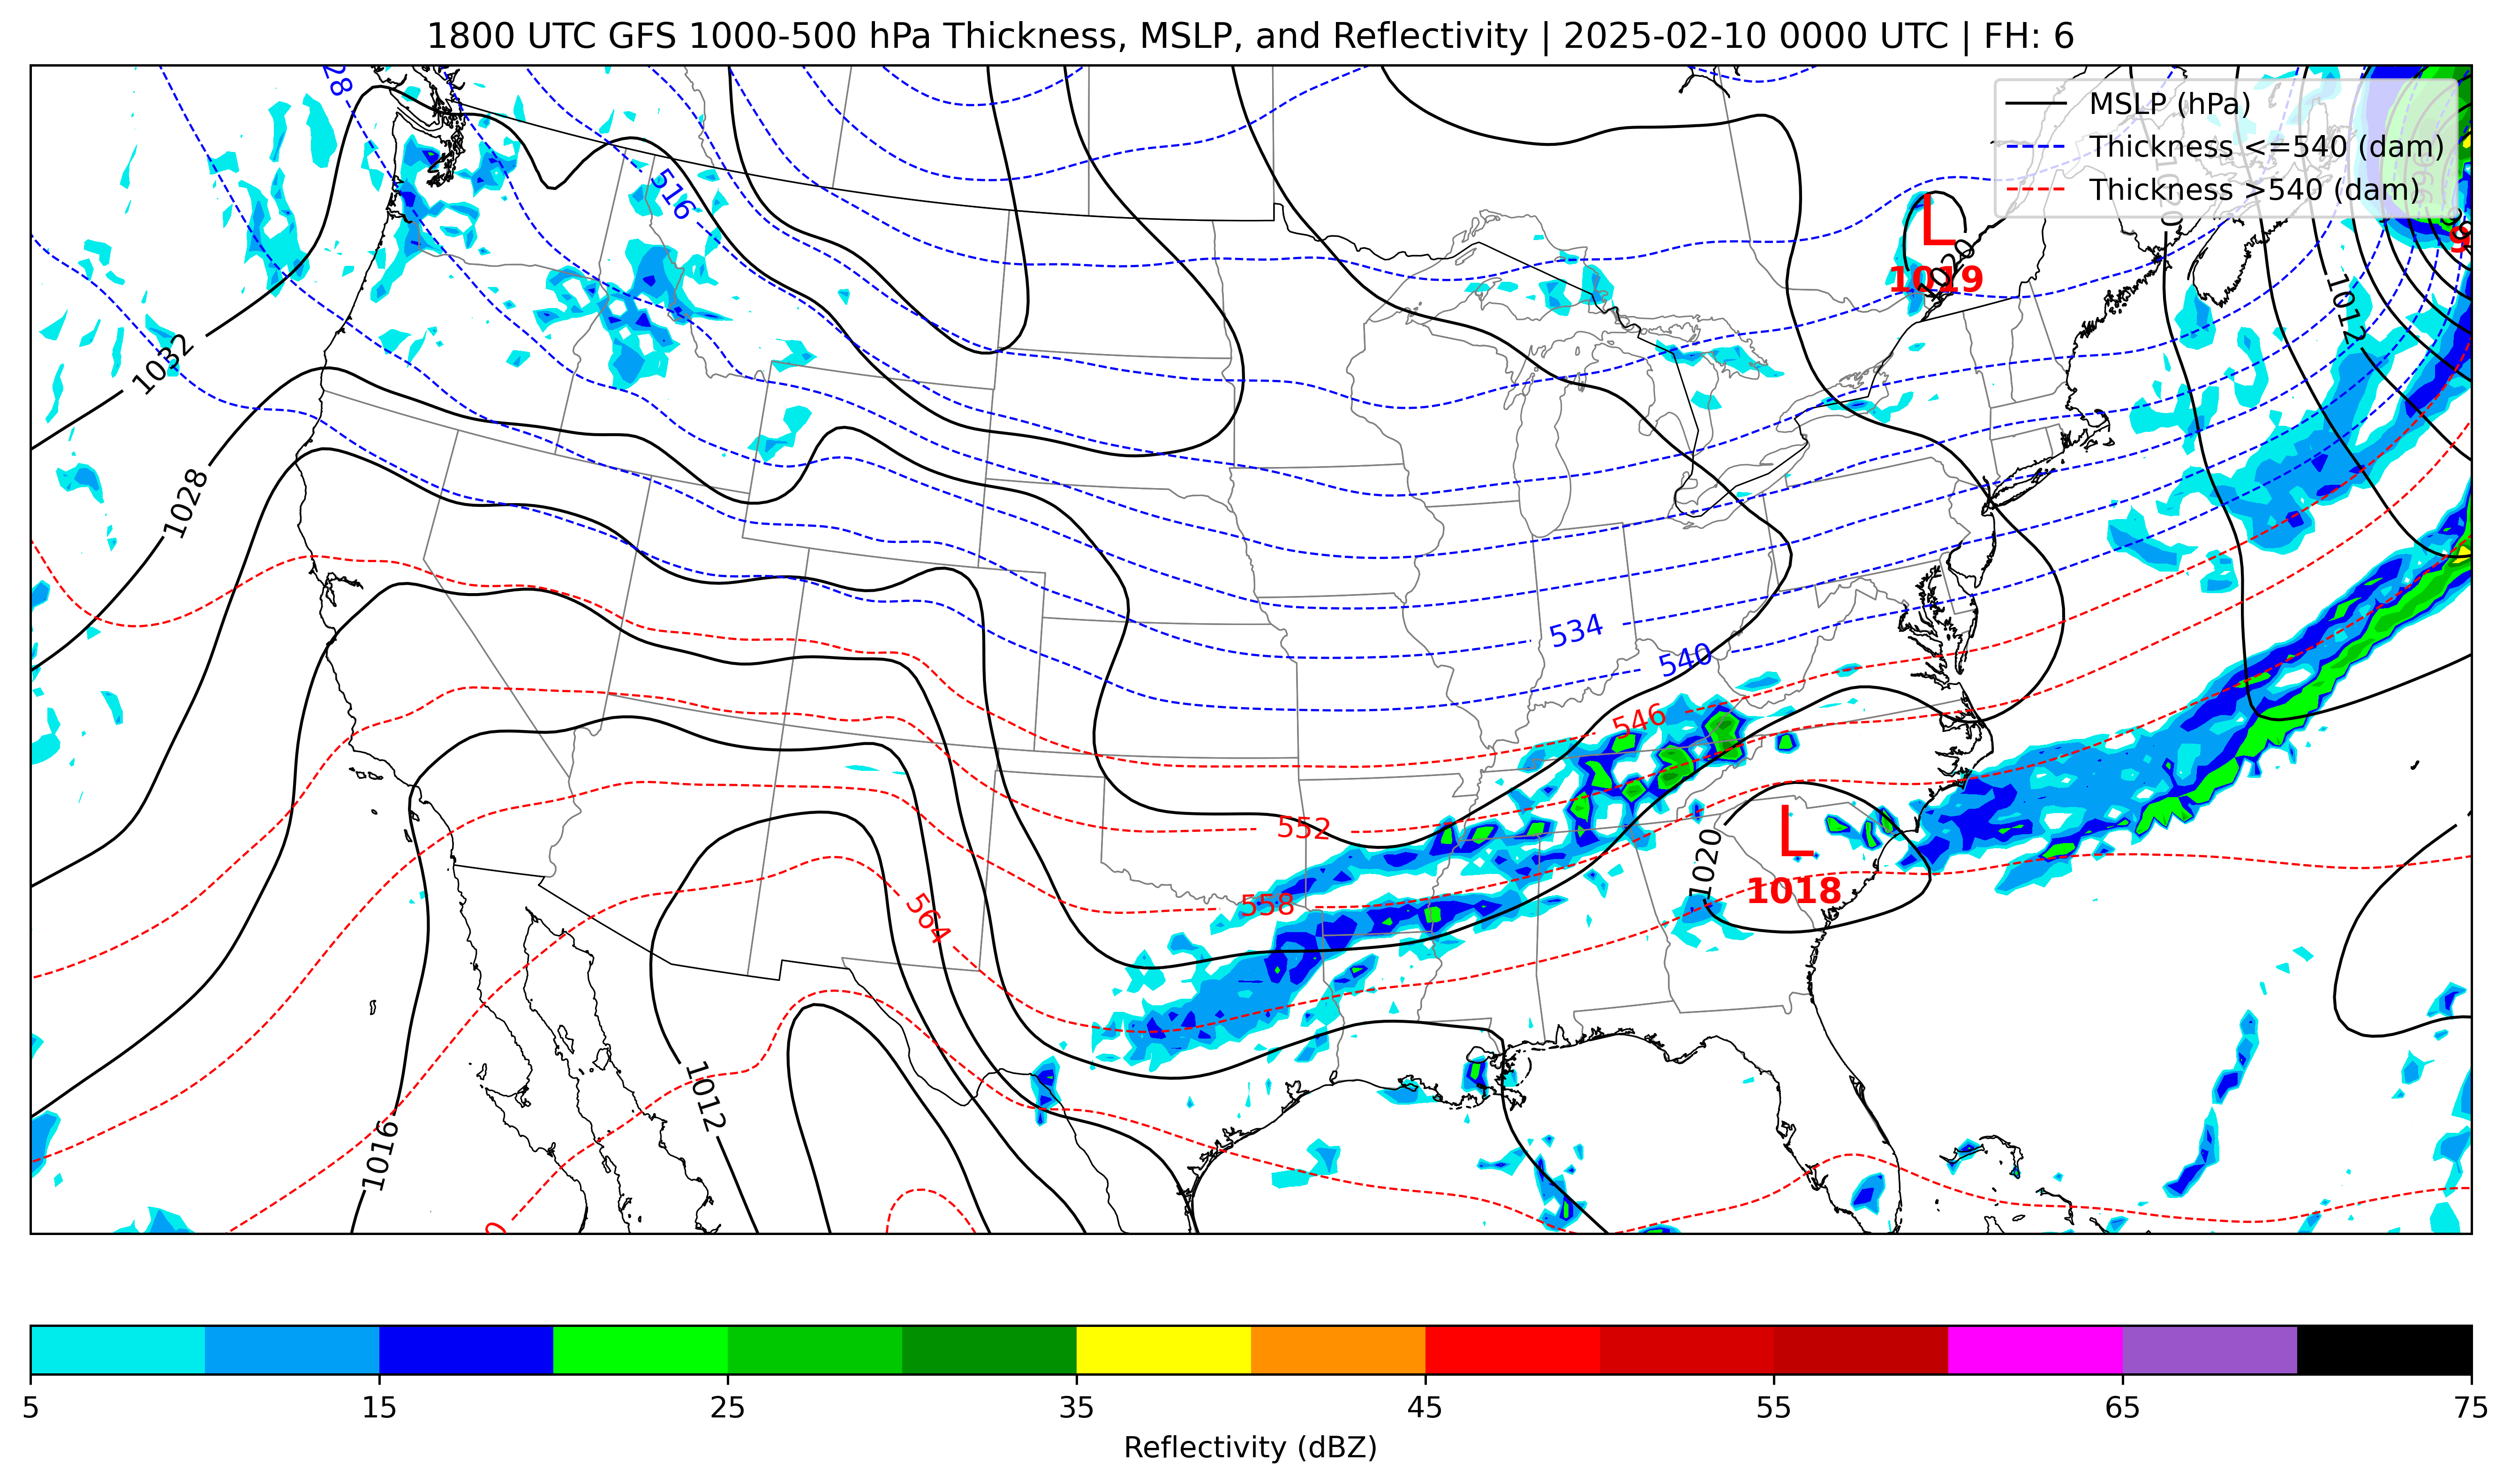 1800 UTC GFS 1000-500 hPa Thickness, MSLP, and Reflectivity | 2025-02-10 0000 UTC | FH: 6
MSLP (hPa)
Thickness <=540 (dam)
Thickness >540 (dam)
516
L
1019
1020
1020
1012
1032
1028
534
540
546
552
558
564
L
1018
1020
1012
1016
5 15 25 35 45 55 65 75
Reflectivity (dBZ)